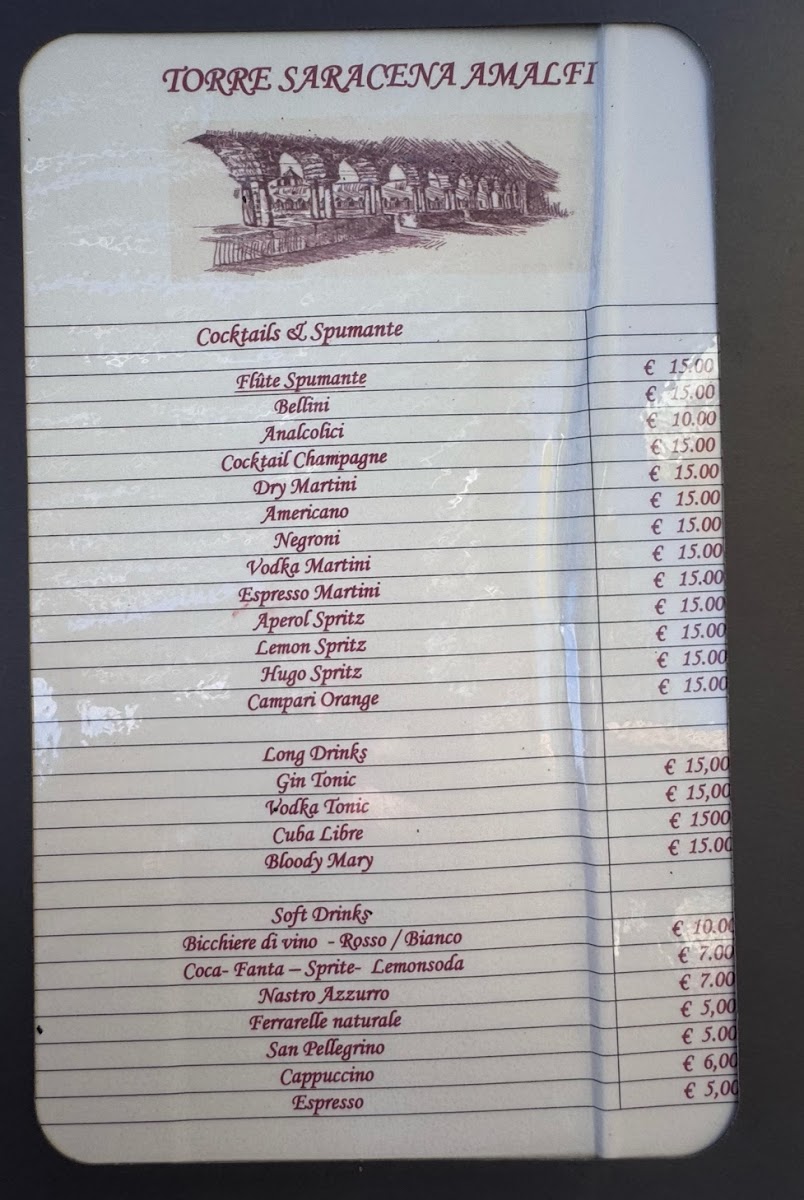 TORRE SARACENA AMALFI
Cocktails & Spumante
Flûte Spumante € 15.00
Bellini € 15.00
Analcolici € 10.00
Cocktail Champagne € 15.00
Dry Martini € 15.00
Americano € 15.00
Negroni € 15.00
Vodka Martini € 15.00
Espresso Martini € 15.00
Aperol Spritz € 15.00
Lemon Spritz € 15.00
Hugo Spritz € 15.00
Campari Orange € 15.00
Long Drinks
Gin Tonic € 15,00
Vodka Tonic € 15,00
Cuba Libre € 1500
Bloody Mary € 15.00
Soft Drinks
Bicchiere di vino - Rosso / Bianco € 10.00
Coca- Fanta – Sprite- Lemonsoda € 7.00
Nastro Azzurro € 7.00
Ferrarelle naturale € 5,00
San Pellegrino € 5.00
Cappuccino € 6,00
Espresso € 5,00